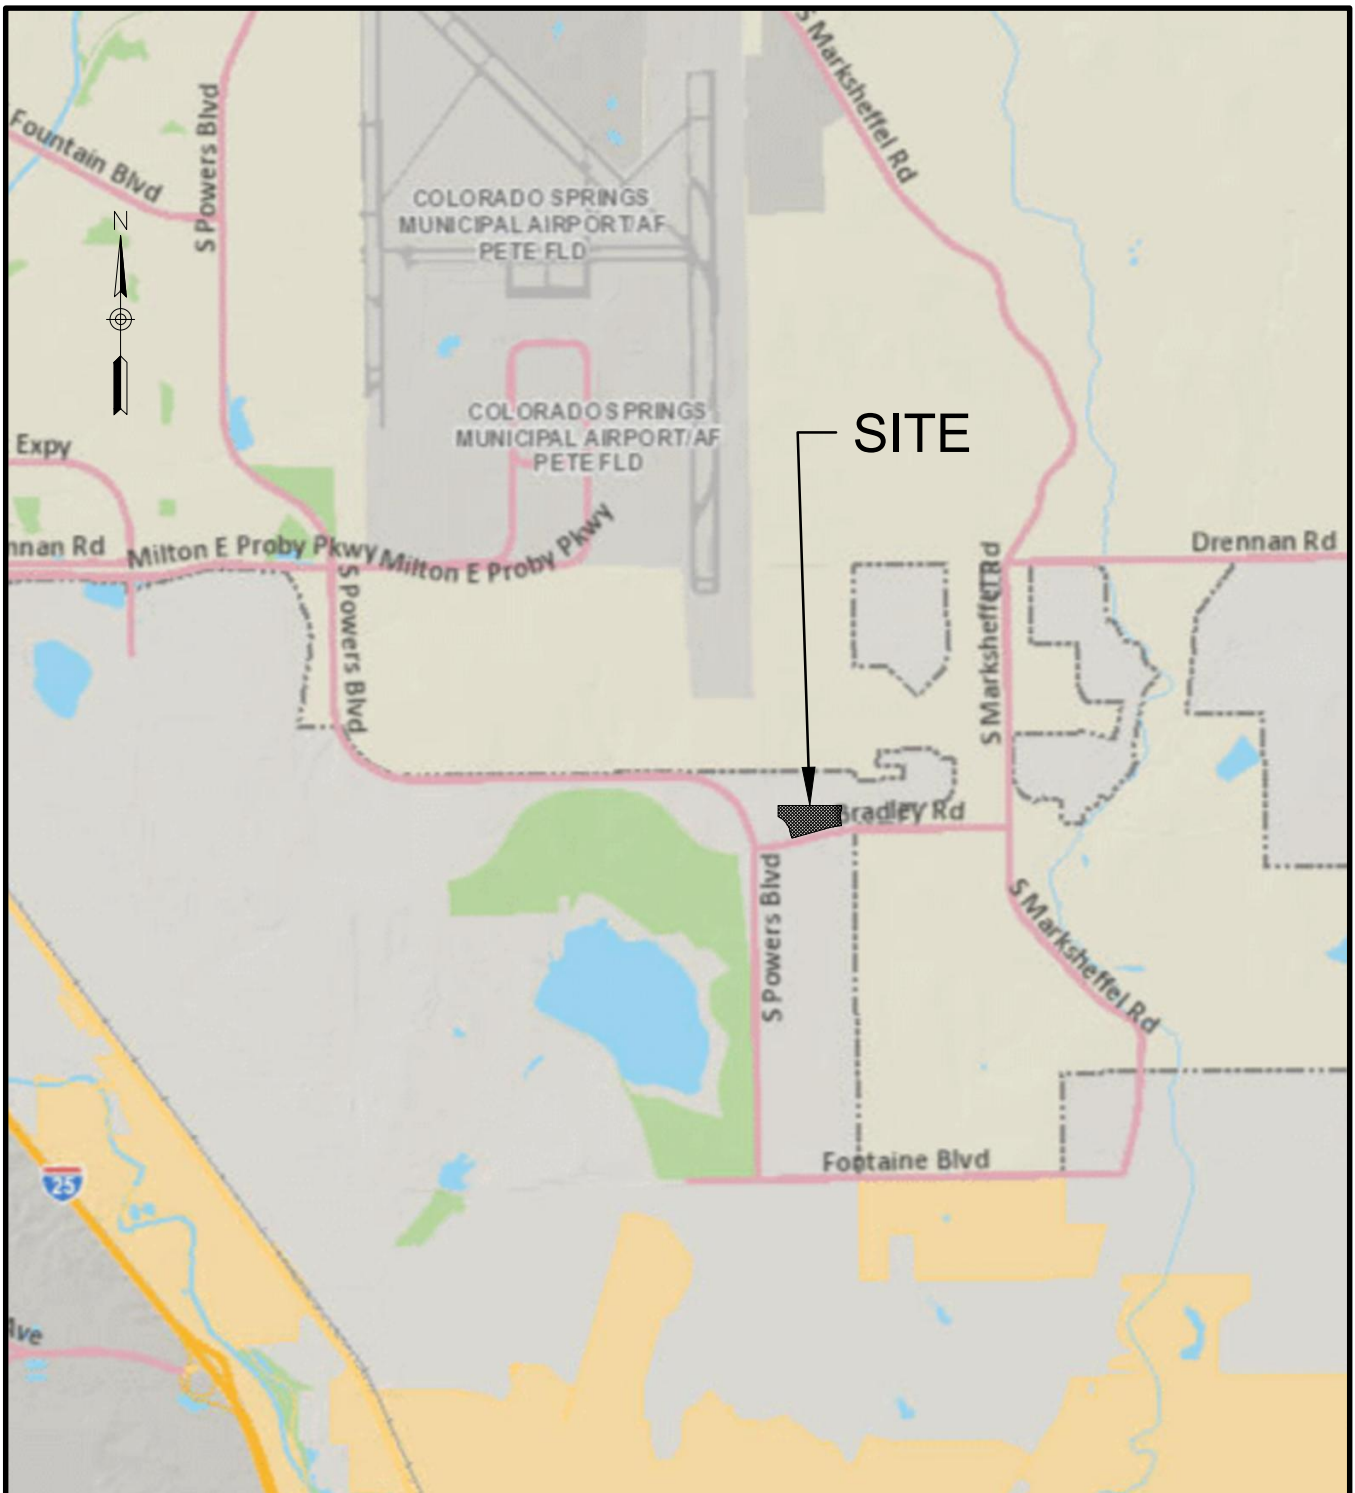 S Marksheffel Rd
S Powers Blvd
Fountain Blvd
N
COLORADO SPRINGS
MUNICIPAL AIRPORT/AF
PETE FLD
COLORADO SPRINGS
MUNICIPAL AIRPORT/AF
PETE FLD
SITE
Expy
nnan Rd
Milton E Proby Pkwy
Milton E Proby Pkwy
Drennan Rd
S Powers Blvd
S Marksheffel Rd
Bradley Rd
S Powers Blvd
S Marksheffel Rd
Fontaine Blvd
25
Ave